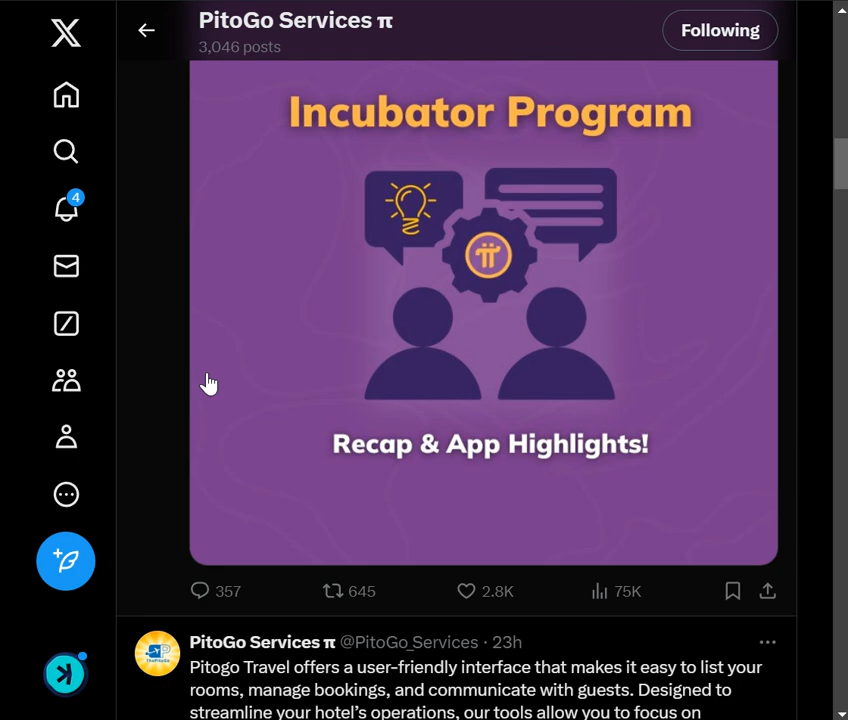 PitoGo Services π
3,046 posts
Following
4
Incubator Program
Recap & App Highlights!
357
645
2.8K
75K
PitoGo Services π @PitoGo_Services · 23h
Pitogo Travel offers a user-friendly interface that makes it easy to list your
rooms, manage bookings, and communicate with guests. Designed to
streamline your hotel’s operations, our tools allow you to focus on